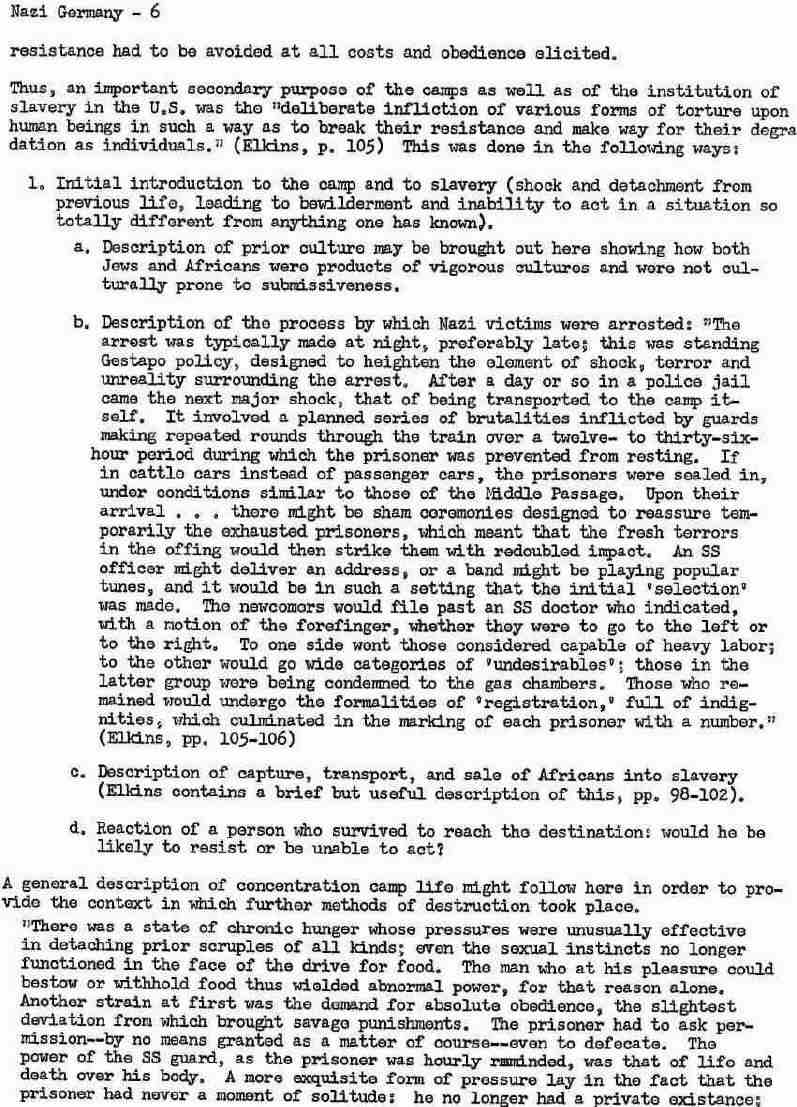 Nazi Germany - 6
resistance had to be avoided at all costs and obedience elicited.
Thus, an important secondary purpose of the camps as well as of the institution of
slavery in the U.S. was the "deliberate infliction of various forms of torture upon
human beings in such a way as to break their resistance and make way for their degra
dation as individuals." (Elkins, p. 105) This was done in the following ways:
1. Initial introduction to the camp and to slavery (shock and detachment from
previous life, leading to bewilderment and inability to act in a situation so
totally different from anything one has known).
a. Description of prior culture may be brought out here showing how both
Jews and Africans were products of vigorous cultures and were not cul-
turally prone to submissiveness.
b. Description of the process by which Nazi victims were arrested: "The
arrest was typically made at night, preferably late; this was standing
Gestapo policy, designed to heighten the element of shock, terror and
unreality surrounding the arrest. After a day or so in a police jail
came the next major shock, that of being transported to the camp it-
self. It involved a planned series of brutalities inflicted by guards
making repeated rounds through the train over a twelve- to thirty-six-
hour period during which the prisoner was prevented from resting. If
in cattle cars instead of passenger cars, the prisoners were sealed in,
under conditions similar to those of the Middle Passage. Upon their
arrival . . . there might be sham ceremonies designed to reassure tem-
porarily the exhausted prisoners, which meant that the fresh terrors
in the offing would then strike them with redoubled impact. An SS
officer might deliver an address, or a band might be playing popular
tunes, and it would be in such a setting that the initial 'selection'
was made. The newcomers would file past an SS doctor who indicated,
with a motion of the forefinger, whether they were to go to the left or
to the right. To one side went those considered capable of heavy labor;
to the other would go wide categories of 'undesirables'; those in the
latter group were being condemned to the gas chambers. Those who re-
mained would undergo the formalities of 'registration,' full of indig-
nities, which culminated in the marking of each prisoner with a number."
(Elkins, pp. 105-106)
c. Description of capture, transport, and sale of Africans into slavery
(Elkins contains a brief but useful description of this, pp. 98-102).
d. Reaction of a person who survived to reach the destination: would he be
likely to resist or be unable to act?
A general description of concentration camp life might follow here in order to pro-
vide the context in which further methods of destruction took place.
"There was a state of chronic hunger whose pressures were unusually effective
in detaching prior scruples of all kinds; even the sexual instincts no longer
functioned in the face of the drive for food. The man who at his pleasure could
bestow or withhold food thus wielded abnormal power, for that reason alone.
Another strain at first was the demand for absolute obedience, the slightest
deviation from which brought savage punishments. The prisoner had to ask per-
mission--by no means granted as a matter of course--even to defecate. The
power of the SS guard, as the prisoner was hourly reminded, was that of life and
death over his body. A more exquisite form of pressure lay in the fact that the
prisoner had never a moment of solitude: he no longer had a private existance;